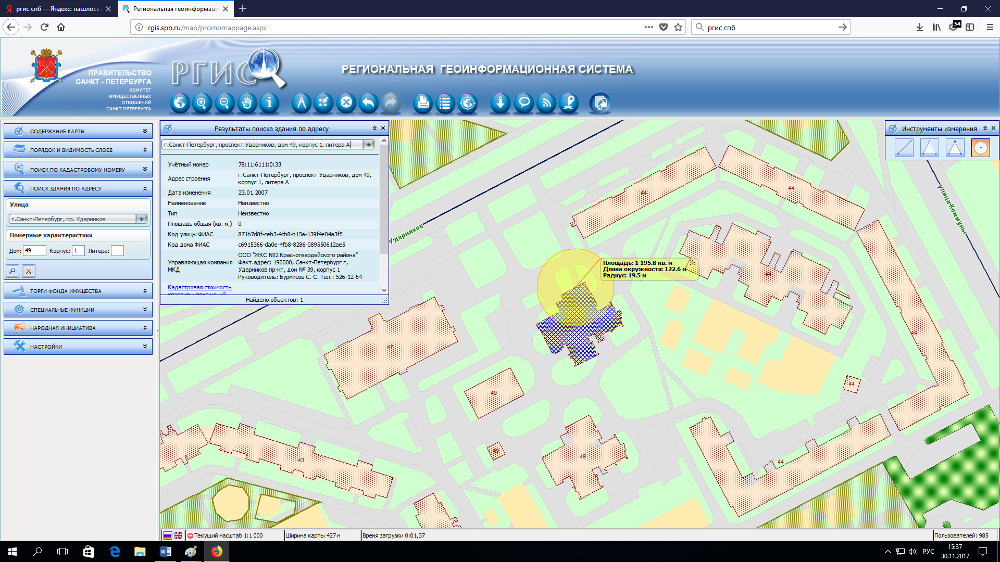 ргис спб — Яндекс: нашлось
Региональная геоинформаци
rgis.spb.ru/map/promomappage.aspx
ргис спб
54
ПРАВИТЕЛЬСТВО
САНКТ - ПЕТЕРБУРГА
КОМИТЕТ
ИМУЩЕСТВЕННЫХ
ОТНОШЕНИЙ
САНКТ-ПЕТЕРБУРГА
РГИС
РЕГИОНАЛЬНАЯ ГЕОИНФОРМАЦИОННАЯ СИСТЕМА
СОДЕРЖАНИЕ КАРТЫ
ПОРЯДОК И ВИДИМОСТЬ СЛОЕВ
ПОИСК ПО КАДАСТРОВОМУ НОМЕРУ
ПОИСК ЗДАНИЯ ПО АДРЕСУ
Улица
г.Санкт-Петербург, пр. Ударников
Номерные характеристики
Дом: 49 Корпус: 1 Литера:
ТОРГИ ФОНДА ИМУЩЕСТВА
СПЕЦИАЛЬНЫЕ ФУНКЦИИ
НАРОДНАЯ ИНИЦИАТИВА
НАСТРОЙКИ
Результаты поиска здания по адресу
г.Санкт-Петербург, проспект Ударников, дом 49, корпус 1, литера А
Учётный номер 78:11:6111:0:33
Адрес строения г.Санкт-Петербург, проспект Ударников, дом 49,
корпус 1, литера А
Дата изменения 23.01.2007
Наименование Неизвестно
Тип Неизвестно
Площадь общая (кв. м.) 0
Код улицы ФИАС 871b7d8f-ceb3-4cb8-b15a-139f4e04a3f5
Код дома ФИАС c6915366-da0e-4fb8-8286-089550612ae5
Управляющая компания МКД
ООО "ЖКС №2 Красногвардейского района"
Факт.адрес: 190000, Санкт-Петербург г,
Ударников пр-кт, дом № 39, корпус 1
Руководитель: Бурмисов С. С. Тел.: 526-12-64
Кадастровая стоимость
квартир и помещений
Найдено объектов: 1
Инструменты измерения
Ударников
улица Коммуны
Площадь: 1 195.8 кв. м
Длина окружности: 122.6 м
Радиус: 19.5 м
44
44
44
44
44
44
47
49
49
49
43
Текущий масштаб 1:1 000
Ширина карты 427 м
Время загрузки 0:01,37
Пользователей: 985
РУС
15:37
30.11.2017